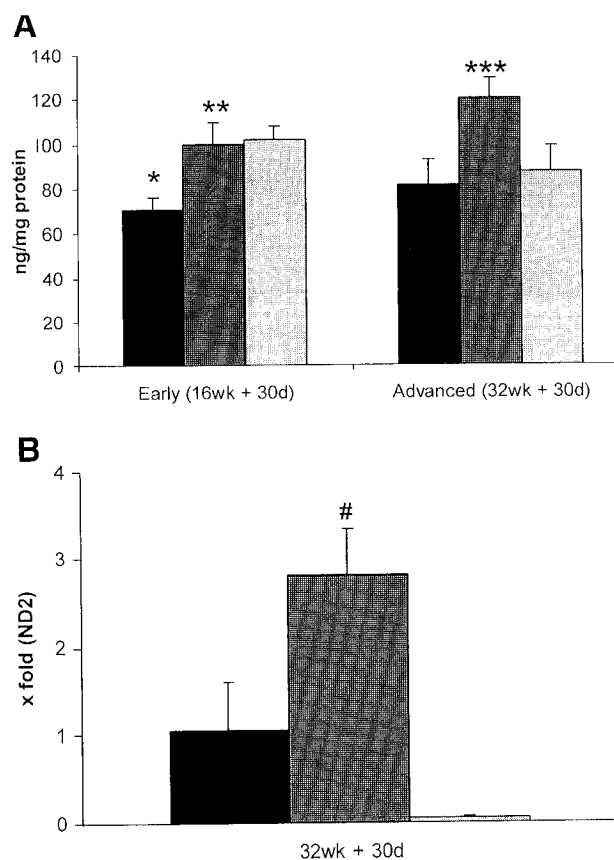 A
140
120
100
80
60
40
20
0
ng/mg protein
*
**
***
Early (16wk + 30d)
Advanced (32wk + 30d)
B
4
3
2
1
0
x fold (ND2)
#
32wk + 30d